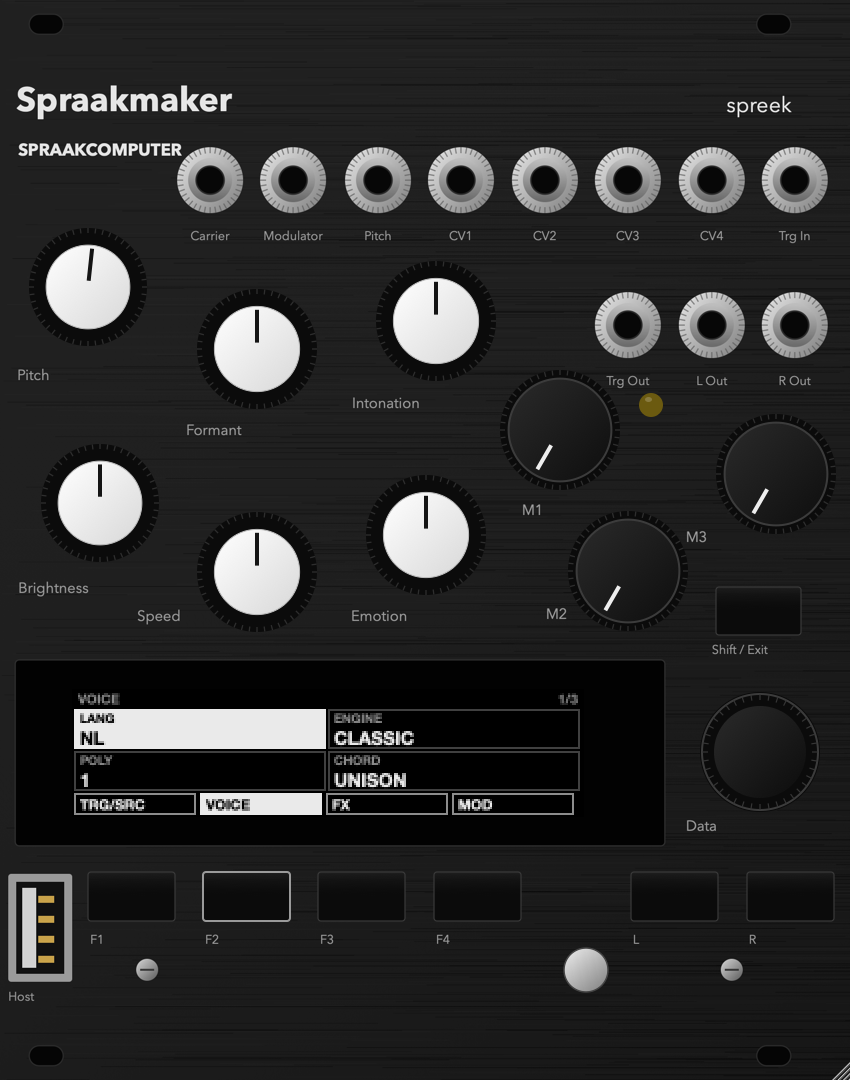 Spraakmaker
spreek
SPRAAKCOMPUTER
Carrier Modulator Pitch CV1 CV2 CV3 CV4 Trg In
Trg Out L Out R Out
Pitch
Intonation
Formant
M1
M3
Brightness
Speed
Emotion
M2
Shift / Exit
VOICE 1/3
LANG ENGINE
NL CLASSIC
POLY CHORD
1 UNISON
TRG/SRC VOICE FX MOD
Data
F1 F2 F3 F4 L R
Host